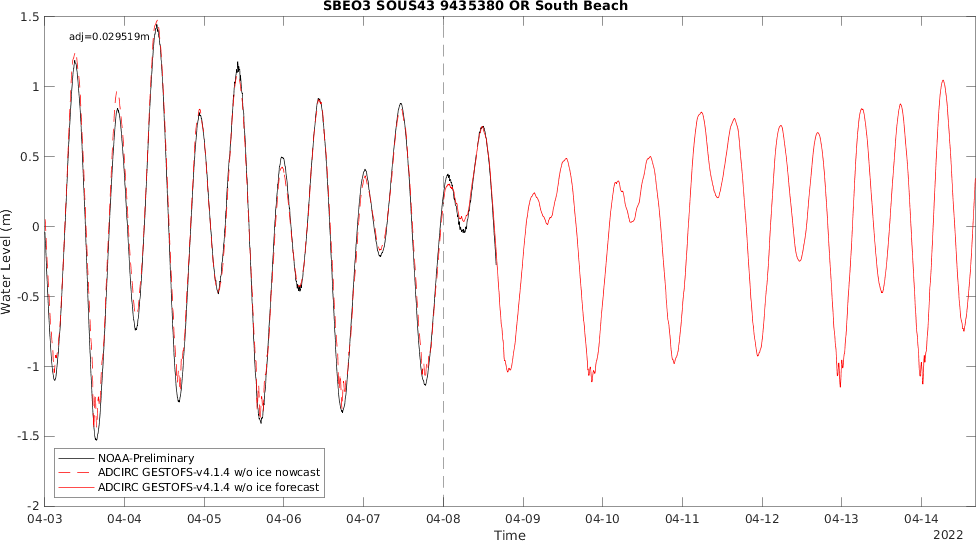 SBEO3 SOUS43 9435380 OR South Beach
adj=0.029519m
1.5
1
0.5
0
-0.5
-1
-1.5
-2
Water Level (m)
NOAA-Preliminary
ADCIRC GESTOFS-v4.1.4 w/o ice nowcast
ADCIRC GESTOFS-v4.1.4 w/o ice forecast
04-03 04-04 04-05 04-06 04-07 04-08 04-09 04-10 04-11 04-12 04-13 04-14
Time
2022